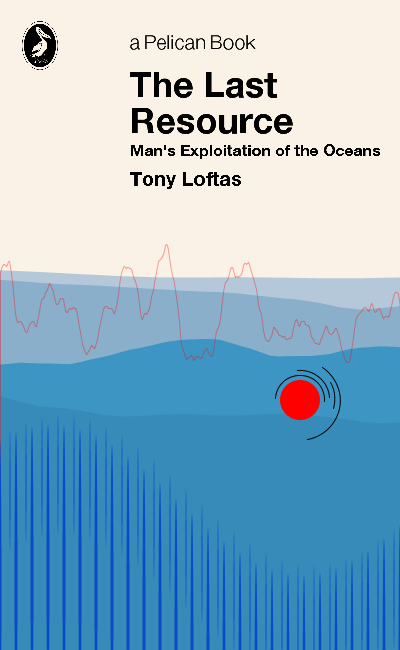 a Pelican Book
The Last
Resource
Man's Exploitation of the Oceans
Tony Loftas